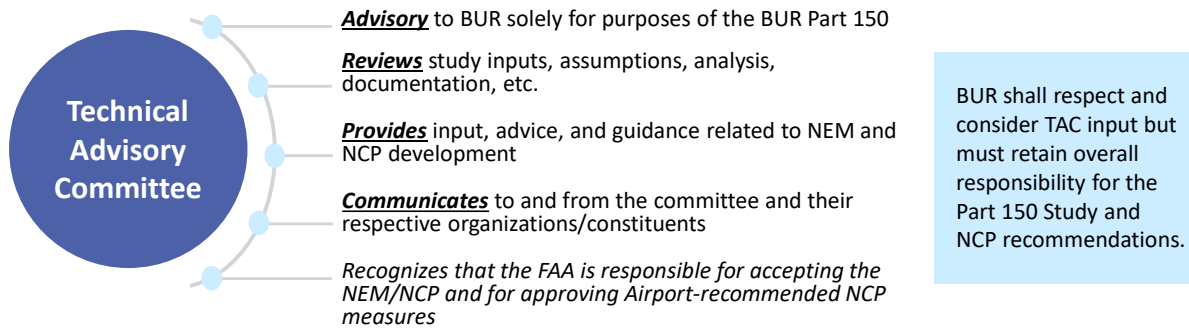 Technical
Advisory
Committee
Advisory to BUR solely for purposes of the BUR Part 150
Reviews study inputs, assumptions, analysis,
documentation, etc.
Provides input, advice, and guidance related to NEM and
NCP development
Communicates to and from the committee and their
respective organizations/constituents
Recognizes that the FAA is responsible for accepting the
NEM/NCP and for approving Airport-recommended NCP
measures
BUR shall respect and
consider TAC input but
must retain overall
responsibility for the
Part 150 Study and
NCP recommendations.